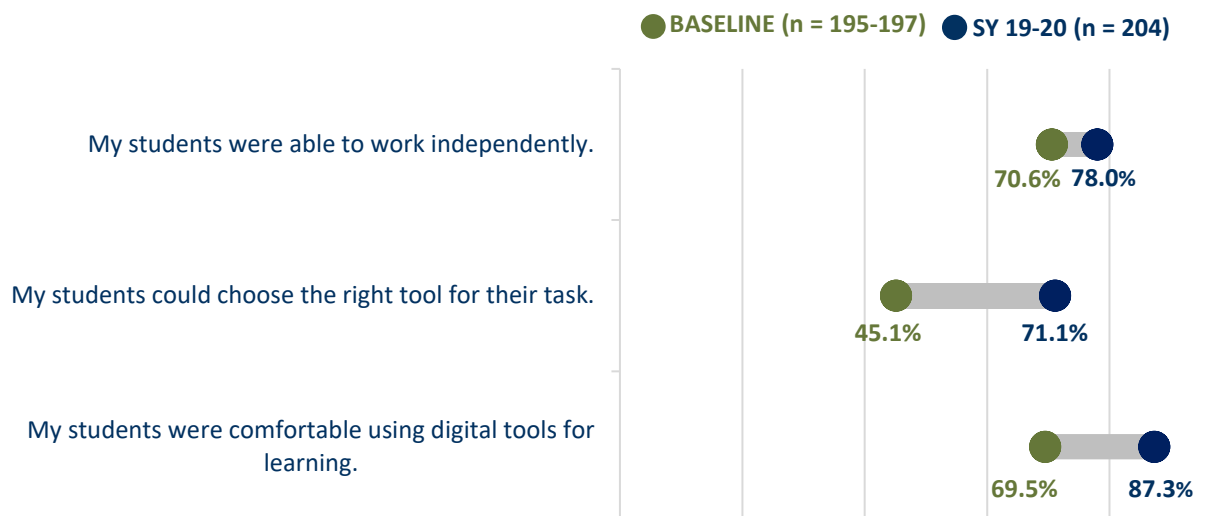 BASELINE (n = 195-197) SY 19-20 (n = 204)
My students were able to work independently.
70.6% 78.0%
My students could choose the right tool for their task.
45.1% 71.1%
My students were comfortable using digital tools for
learning.
69.5% 87.3%